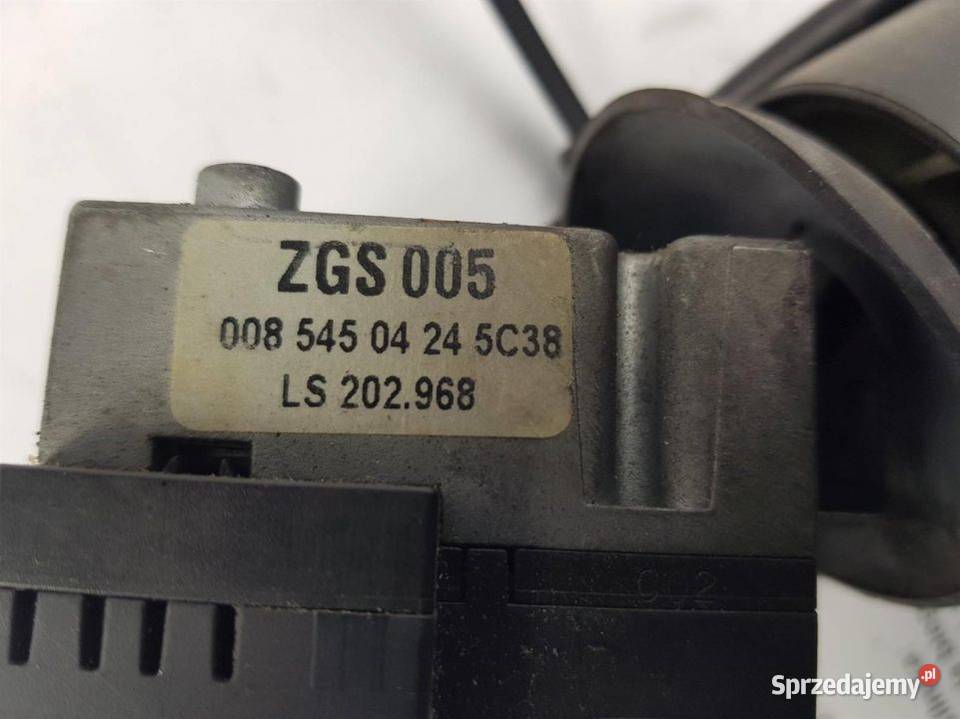 ZGS 005
008 545 04 24 5C38
LS 202.968
Sprzedajemy.pl